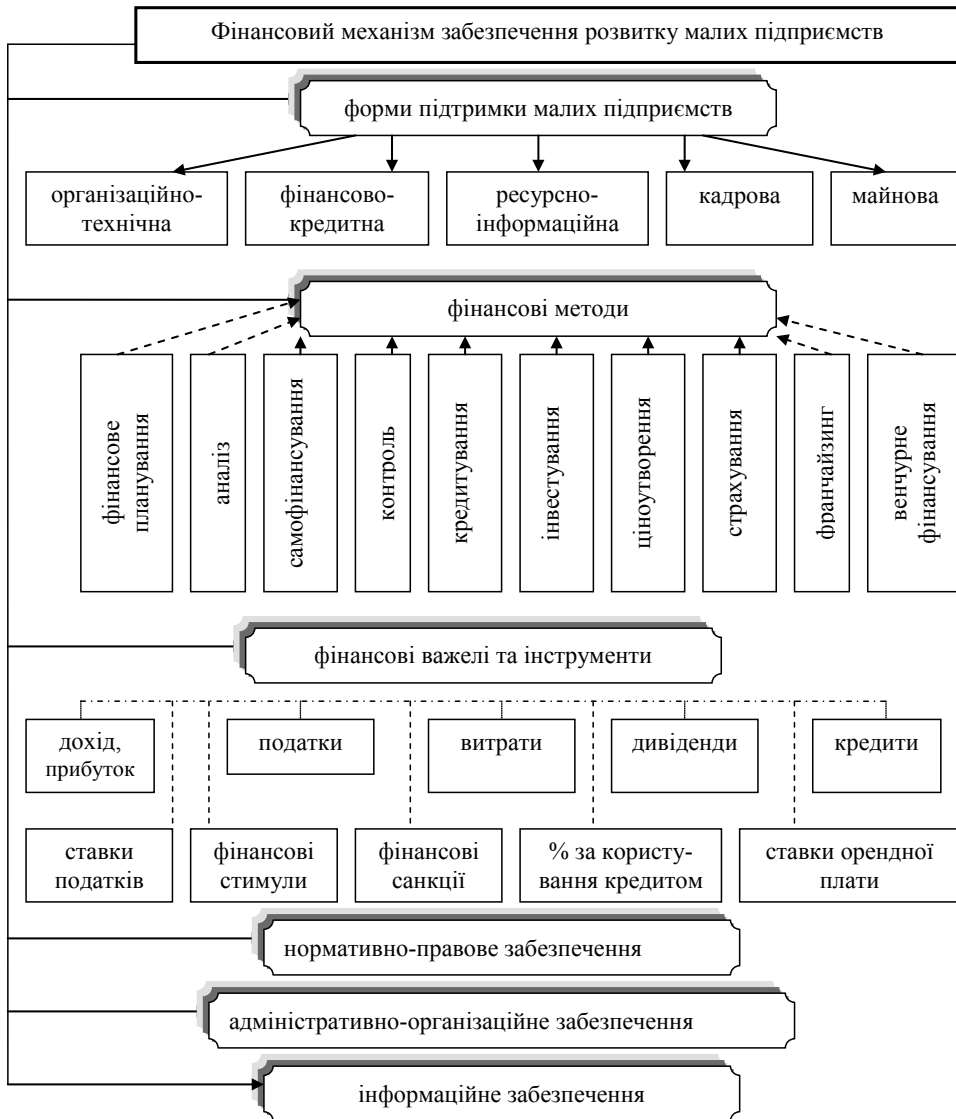 Фінансовий механізм забезпечення розвитку малих підприємств
форми підтримки малих підприємств
організаційно-
технічна
фінансово-
кредитна
ресурсно-
інформаційна
кадрова
майнова
фінансові методи
фінансове
планування
аналіз
самофінансування
контроль
кредитування
інвестування
ціноутворення
страхування
франчайзинг
венчурне
фінансування
фінансові важелі та інструменти
дохід,
прибуток
податки
витрати
дивіденди
кредити
ставки
податків
фінансові
стимули
фінансові
санкції
% за користу-
вання кредитом
ставки орендної
плати
нормативно-правове забезпечення
адміністративно-організаційне забезпечення
інформаційне забезпечення